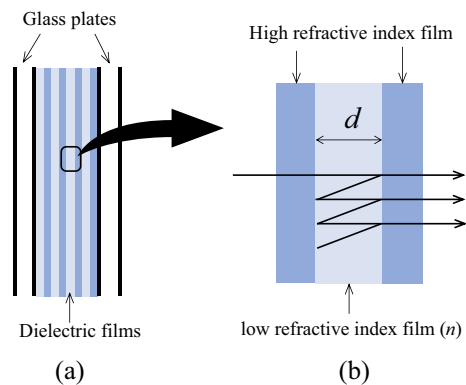 Glass plates
Dielectric films
(a)
High refractive index film
d
low refractive index film (n)
(b)